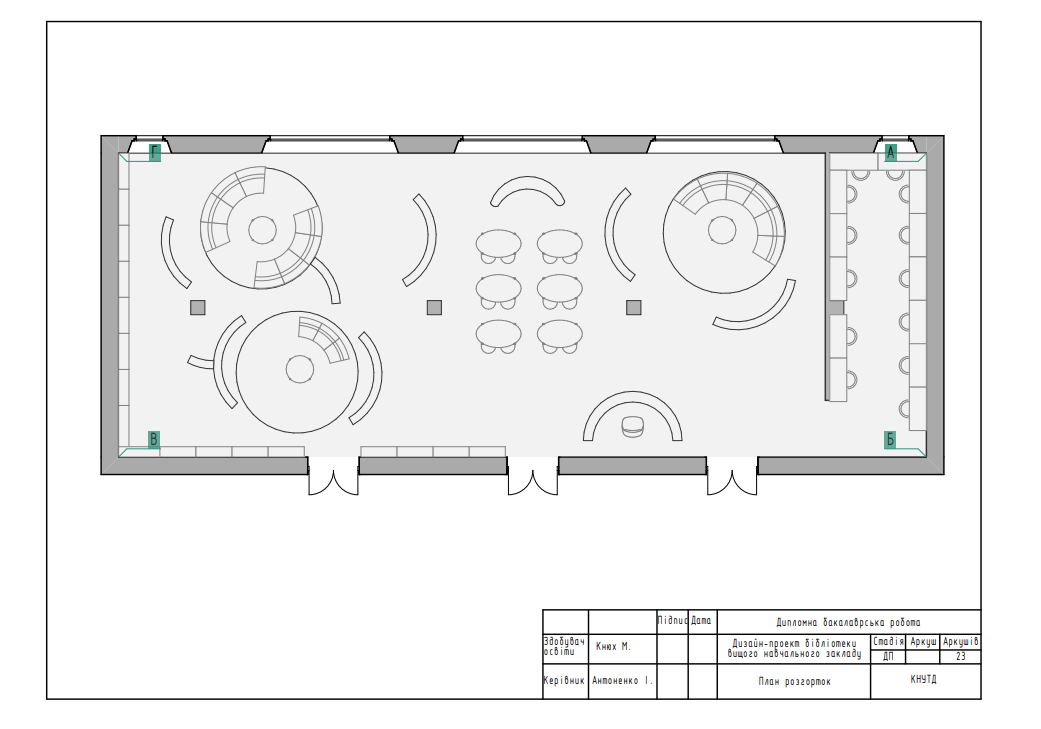 Г
А
В
Б
Підпис Дата
Дипломна бакалаврська робота
Здобувач
освіти
Кнюх М.
Дизайн-проект бібліотеки
вищого навчального закладу
Стадія Аркуш Аркушів
ДП 23
Керівник Антоненко І.
План розгорток
КНУТД